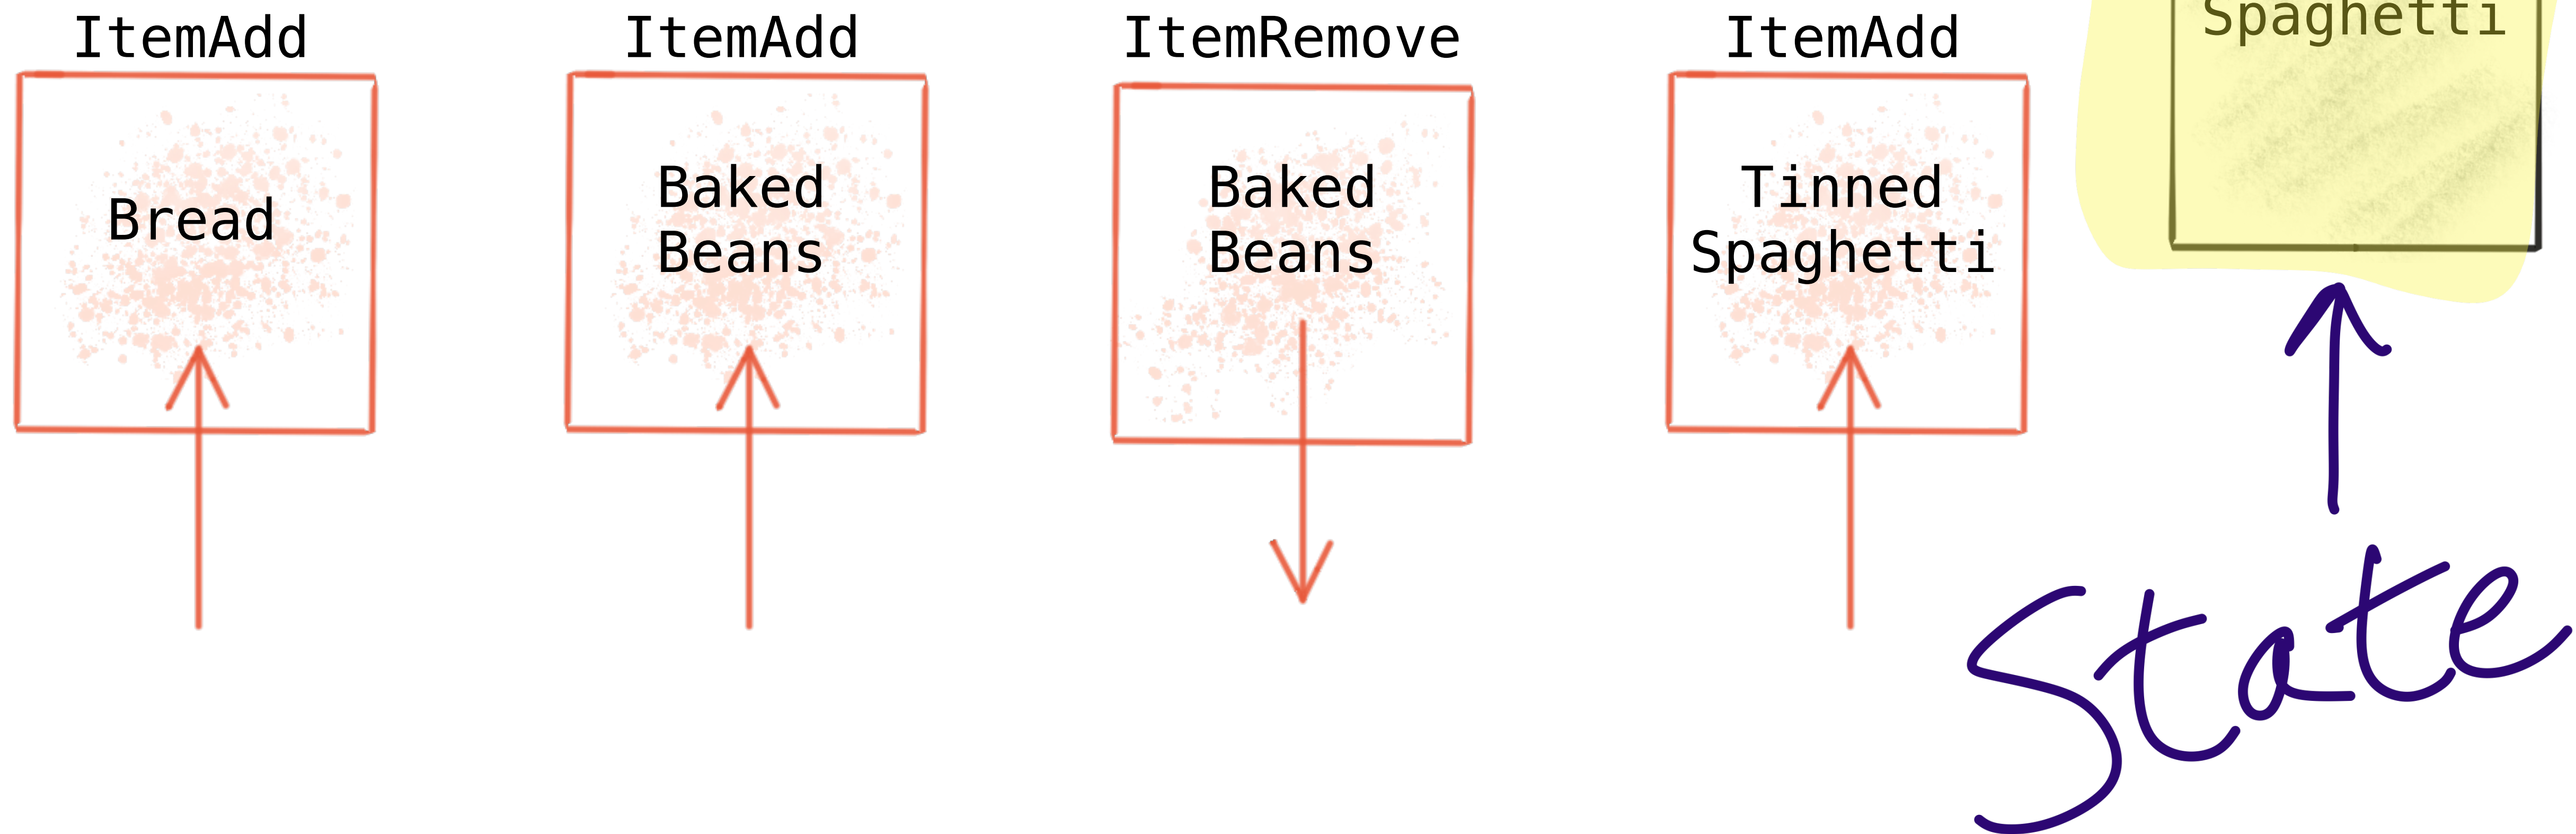 ItemAdd
Bread
ItemAdd
Baked
Beans
ItemRemove
Baked
Beans
ItemAdd
Tinned
Spaghetti
Spaghetti
State